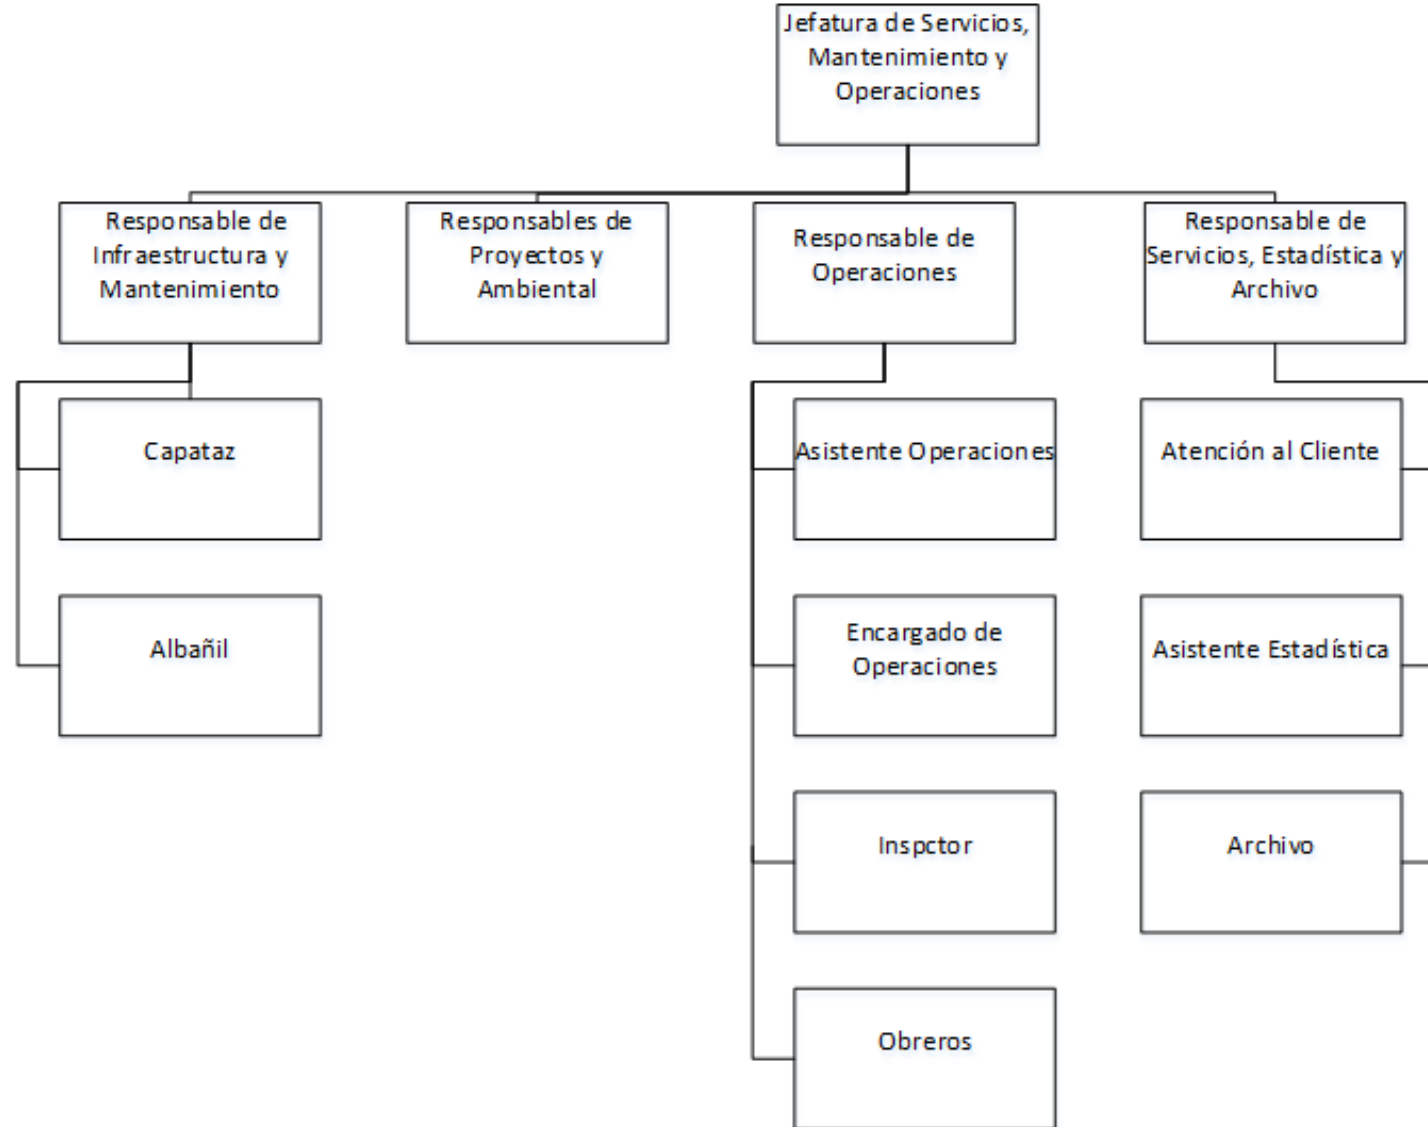 Jefatura de Servicios,
Mantenimiento y
Operaciones
Responsable de
Infraestructura y
Mantenimiento
Responsables de
Proyectos y
Ambiental
Responsable de
Operaciones
Responsable de
Servicios, Estadística y
Archivo
Capataz
Asistente Operaciones
Atención al Cliente
Albañil
Encargado de
Operaciones
Asistente Estadística
Inspctor
Archivo
Obreros